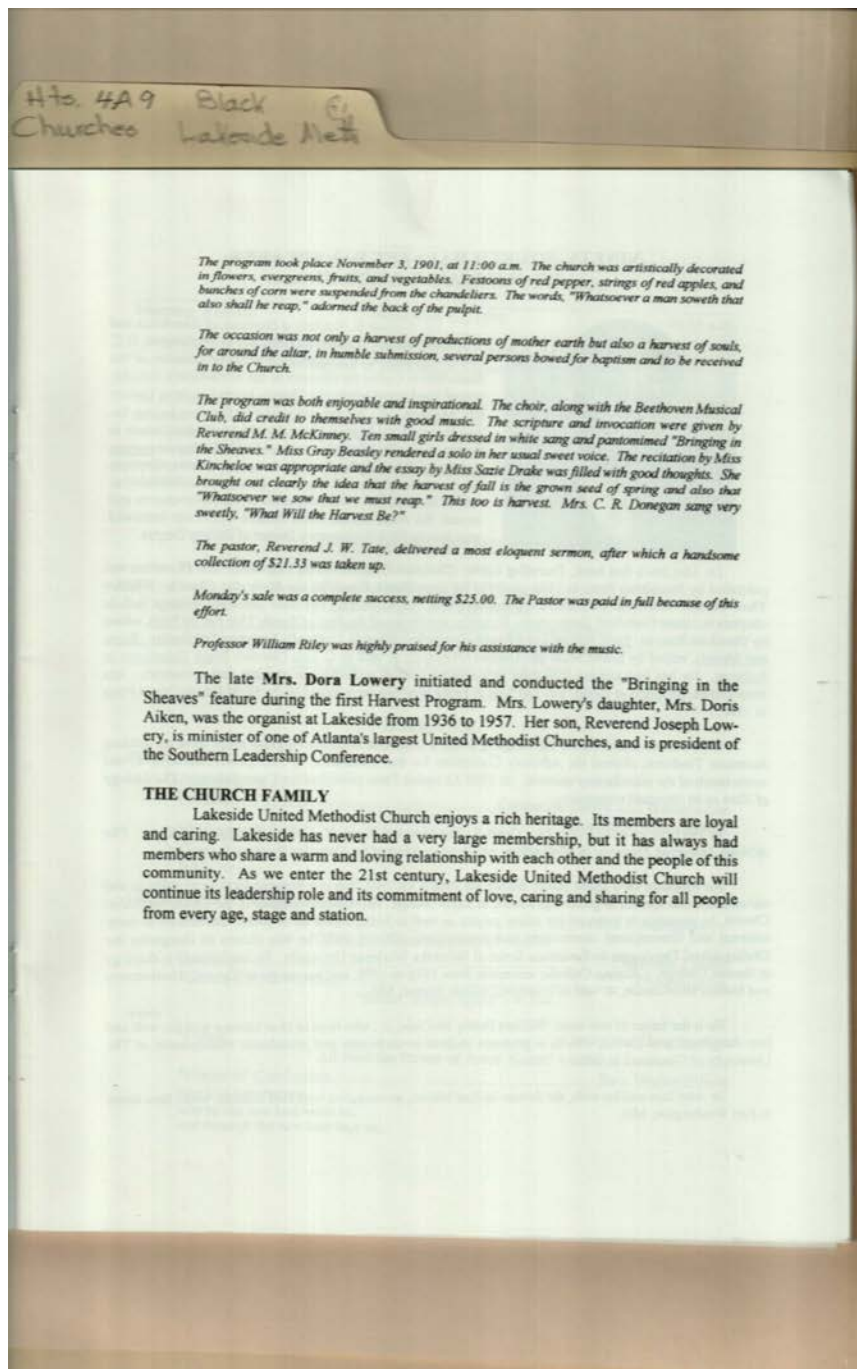 Hts. 4A9 Black
Churches Lakeside Meth
The program took place November 3, 1901, at 11:00 a.m. The church was artistically decorated
in flowers, evergreens, fruits, and vegetables. Festoons of red pepper, strings of red apples, and
bunches of corn were suspended from the chandeliers. The words, "Whatsoever a man soweth that
also shall he reap," adorned the back of the pulpit.
The occasion was not only a harvest of productions of mother earth but also a harvest of souls,
for around the altar, in humble submission, several persons bowed for baptism and to be received
in to the Church.
The program was both enjoyable and inspirational. The choir, along with the Beethoven Musical
Club, did credit to themselves with good music. The scripture and invocation were given by
Reverend M. M. McKinney. Ten small girls dressed in white sang and pantomimed "Bringing in
the Sheaves." Miss Gray Beasley rendered a solo in her usual sweet voice. The recitation by Miss
Kincheloe was appropriate and the essay by Miss Sazie Drake was filled with good thoughts. She
brought out clearly the idea that the harvest of fall is the grown seed of spring and also that
"Whatsoever we sow that we must reap." This too is harvest. Mrs. C. R. Donegan sang very
sweetly, "What Will the Harvest Be?"
The pastor, Reverend J. W. Tate, delivered a most eloquent sermon, after which a handsome
collection of $21.33 was taken up.
Monday's sale was a complete success, netting $25.00. The Pastor was paid in full because of this
effort.
Professor William Riley was highly praised for his assistance with the music.
The late Mrs. Dora Lowery initiated and conducted the "Bringing in the
Sheaves" feature during the first Harvest Program. Mrs. Lowery's daughter, Mrs. Doris
Aiken, was the organist at Lakeside from 1936 to 1957. Her son, Reverend Joseph Low-
ery, is minister of one of Atlanta's largest United Methodist Churches, and is president of
the Southern Leadership Conference.
THE CHURCH FAMILY
Lakeside United Methodist Church enjoys a rich heritage. Its members are loyal
and caring. Lakeside has never had a very large membership, but it has always had
members who share a warm and loving relationship with each other and the people of this
community. As we enter the 21st century, Lakeside United Methodist Church will
continue its leadership role and its commitment of love, caring and sharing for all people
from every age, stage and station.